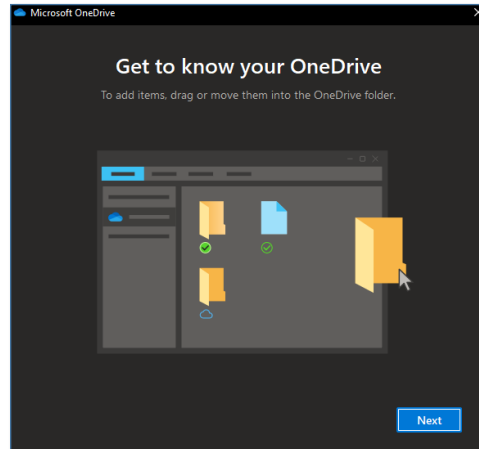 Microsoft OneDrive
Get to know your OneDrive
To add items, drag or move them into the OneDrive folder.
Next